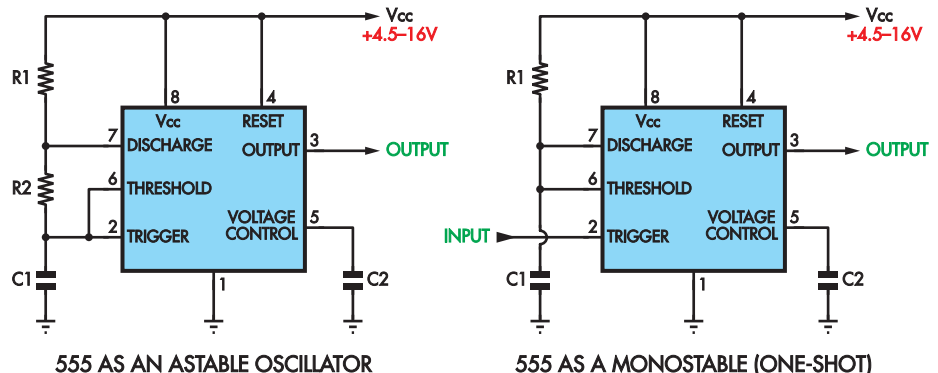 Vcc
+4.5–16V
R1
8
4
Vcc
RESET
7
DISCHARGE
3
OUTPUT
OUTPUT
R2
6
THRESHOLD
VOLTAGE
CONTROL
5
2
TRIGGER
C1
1
C2
555 AS AN ASTABLE OSCILLATOR
Vcc
+4.5–16V
R1
8
4
Vcc
RESET
7
DISCHARGE
3
OUTPUT
OUTPUT
6
THRESHOLD
VOLTAGE
CONTROL
5
INPUT
2
TRIGGER
C1
1
C2
555 AS A MONOSTABLE (ONE-SHOT)